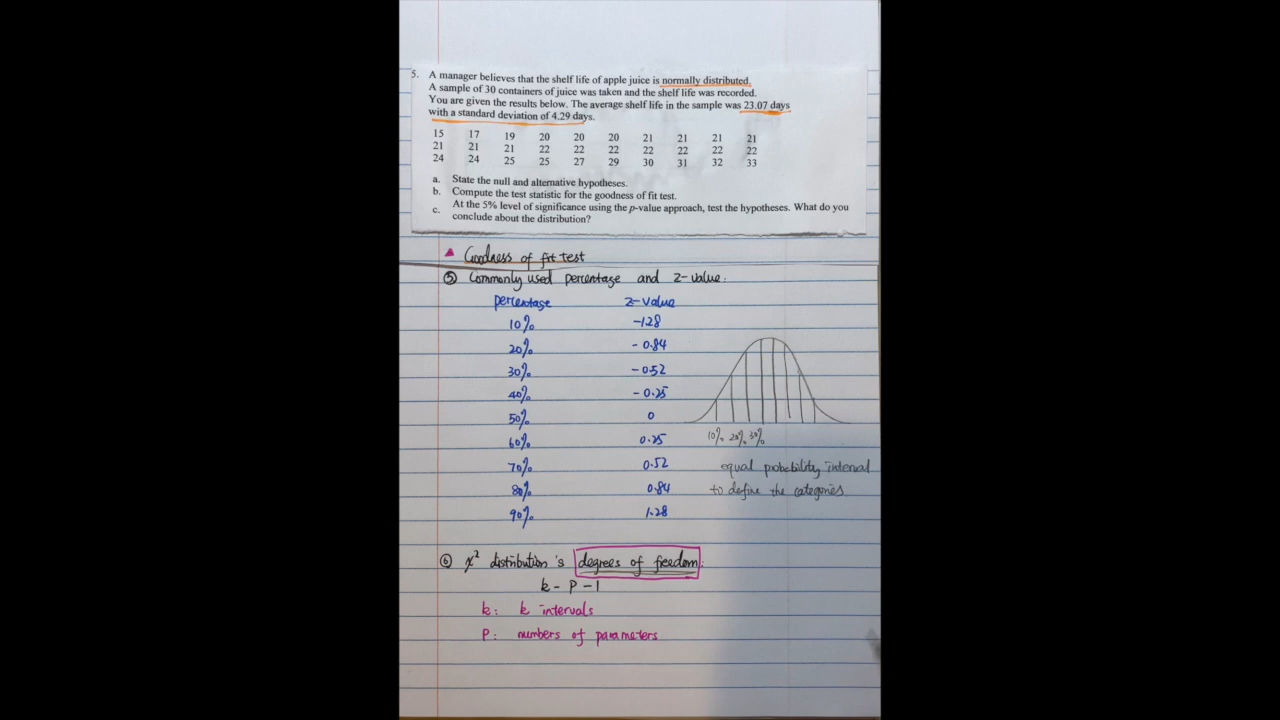 5. A manager believes that the shelf life of apple juice is normally distributed.
A sample of 30 containers of juice was taken and the shelf life was recorded.
You are given the results below. The average shelf life in the sample was 23.07 days
with a standard deviation of 4.29 days.
15 17 19 20 20 20 21 21 21 21
21 21 21 22 22 22 22 22 22 22
24 24 25 25 27 29 30 31 32 33
a. State the null and alternative hypotheses.
b. Compute the test statistic for the goodness of fit test.
c. At the 5% level of significance using the p-value approach, test the hypotheses. What do you
conclude about the distribution?
▲ Goodness of fit test
⑤ Commonly used percentage and z-value.
percentage z-value
10% -1.28
20% -0.84
30% -0.52
40% -0.25
50% 0
60% 0.25
70% 0.52
80% 0.84
90% 1.28
10% 20% 30%
equal probability interval
to define the categories
⑥ χ² distribution's degrees of freedom:
k - p - 1
k: k intervals
P: numbers of parameters